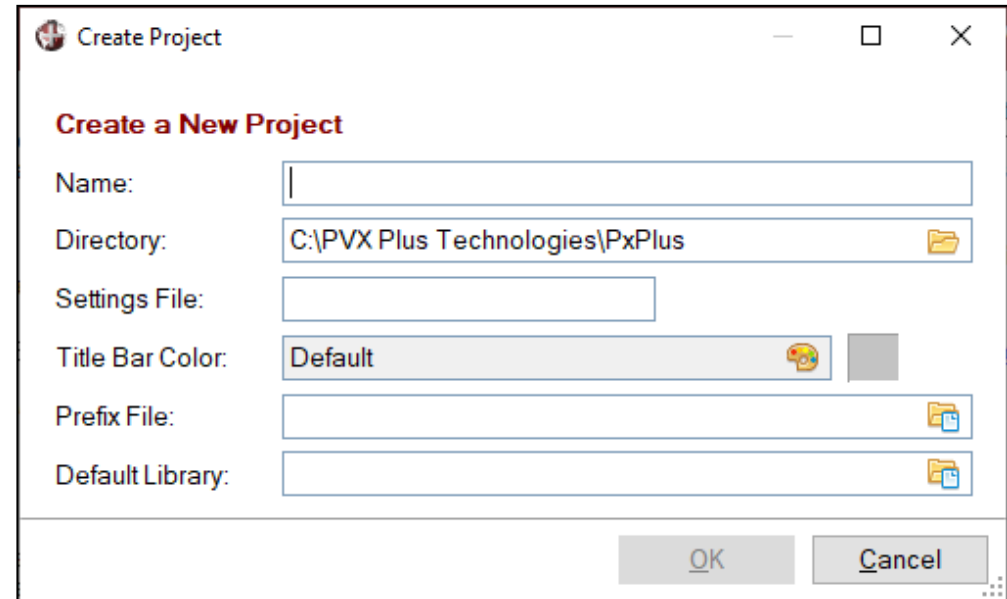 Create Project
Create a New Project
Name:
Directory: C:\PVX Plus Technologies\PxPlus
Settings File:
Title Bar Color: Default
Prefix File:
Default Library:
OK Cancel